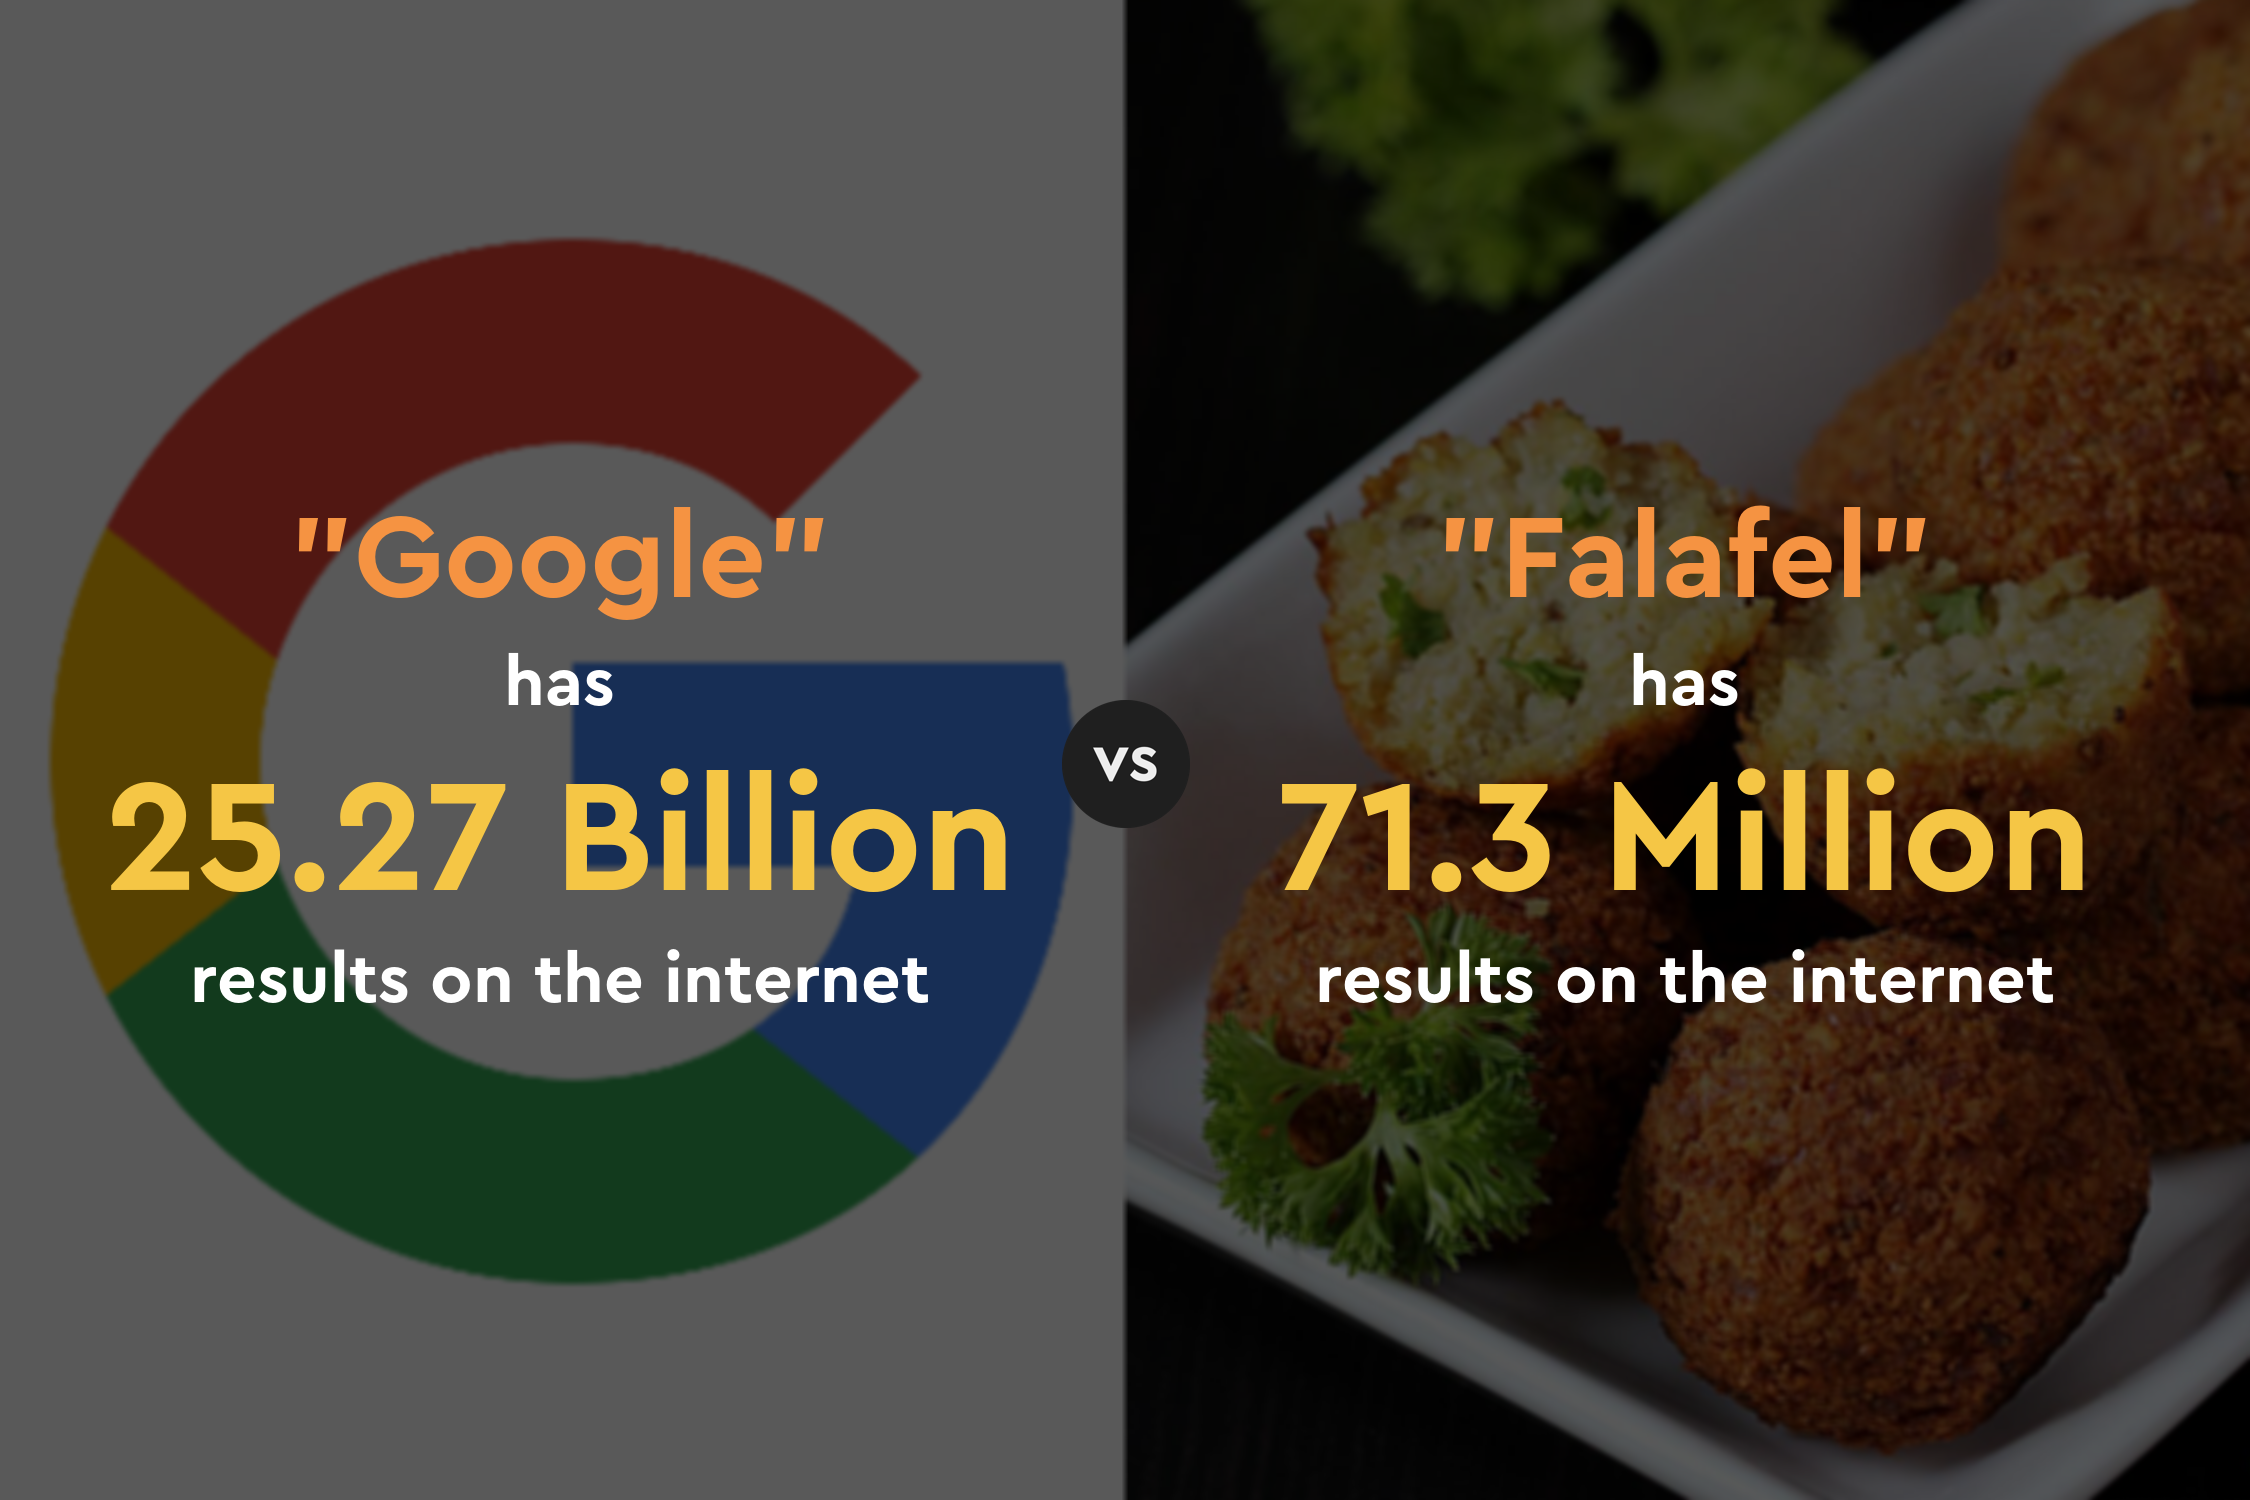 "Google"
has
25.27 Billion
results on the internet
vs
"Falafel"
has
71.3 Million
results on the internet